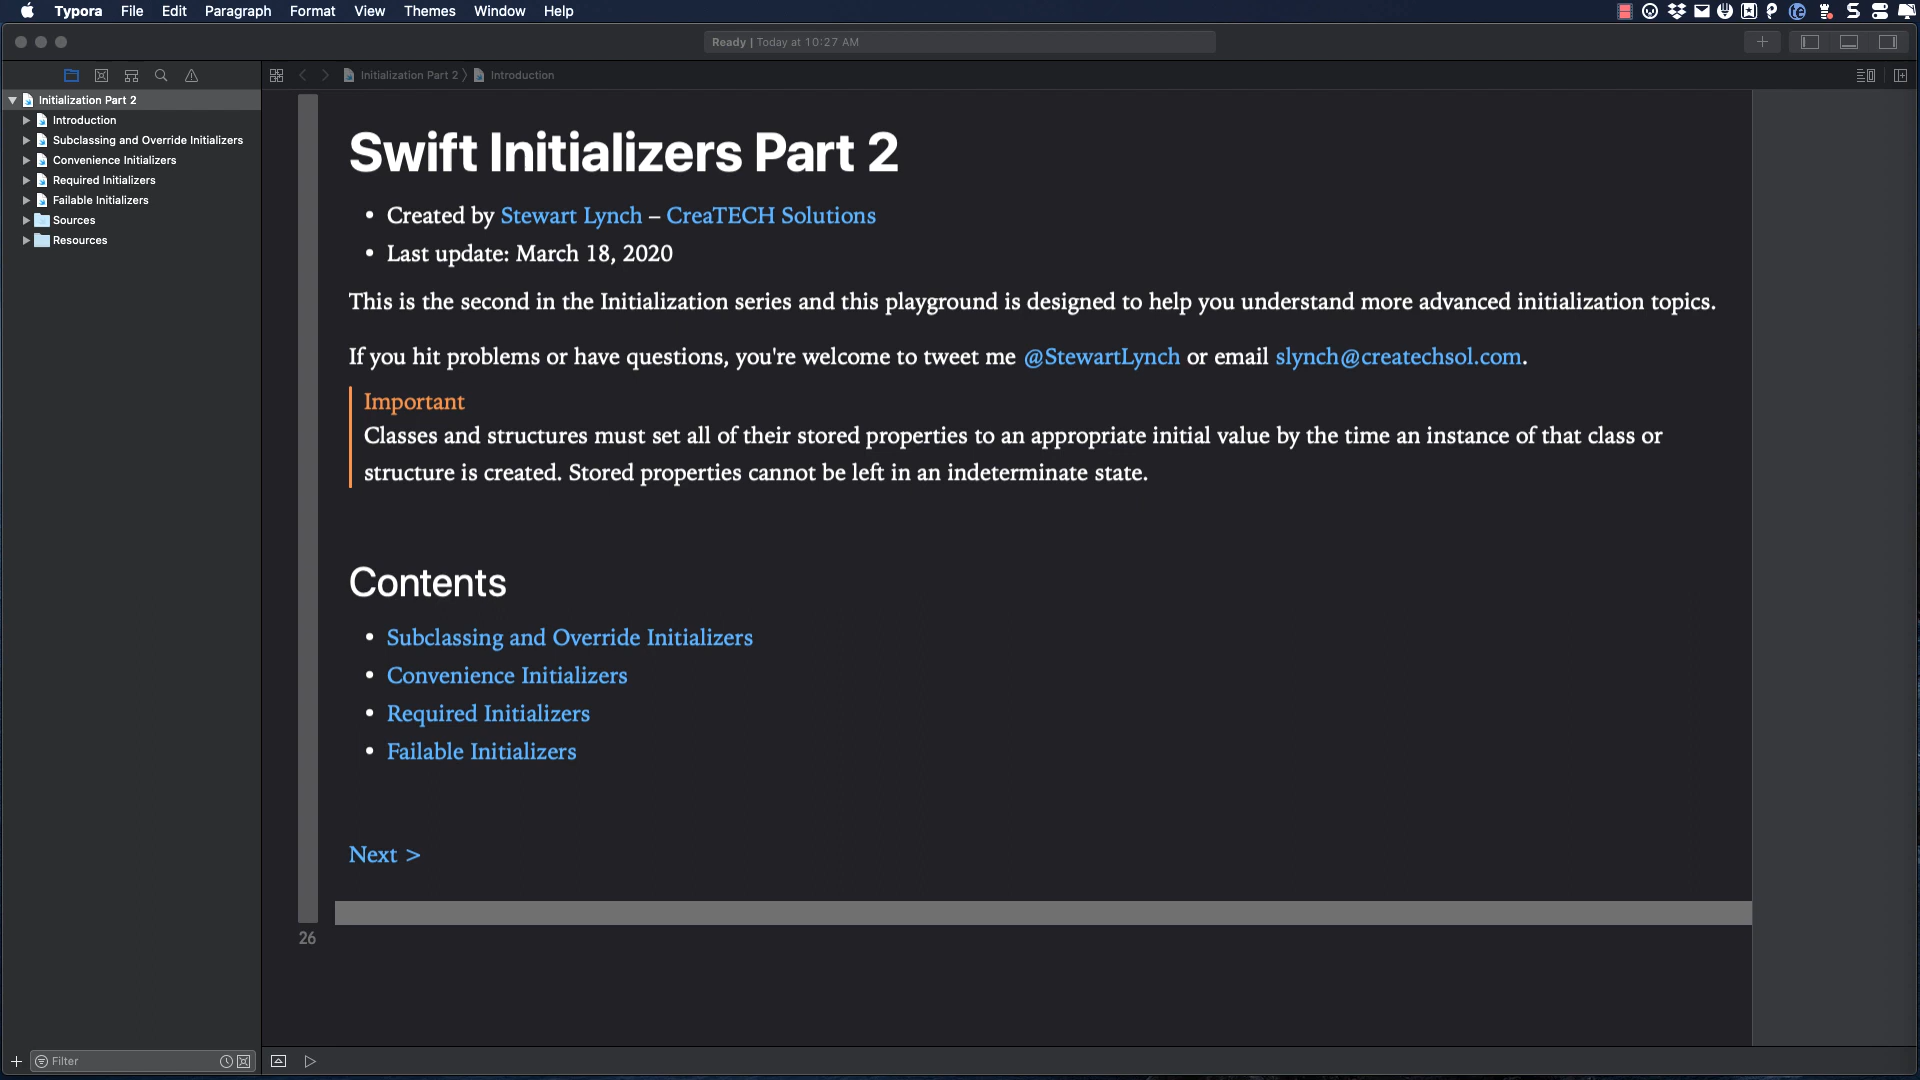 Typora File Edit Paragraph Format View Themes Window Help
Ready | Today at 10:27 AM
Initialization Part 2 〉 Introduction
Initialization Part 2
Introduction
Subclassing and Override Initializers
Convenience Initializers
Required Initializers
Failable Initializers
Sources
Resources
Swift Initializers Part 2
• Created by Stewart Lynch – CreaTECH Solutions
• Last update: March 18, 2020
This is the second in the Initialization series and this playground is designed to help you understand more advanced initialization topics.
If you hit problems or have questions, you're welcome to tweet me @StewartLynch or email slynch@createchsol.com.
Important
Classes and structures must set all of their stored properties to an appropriate initial value by the time an instance of that class or
structure is created. Stored properties cannot be left in an indeterminate state.
Contents
• Subclassing and Override Initializers
• Convenience Initializers
• Required Initializers
• Failable Initializers
Next >
26
Filter